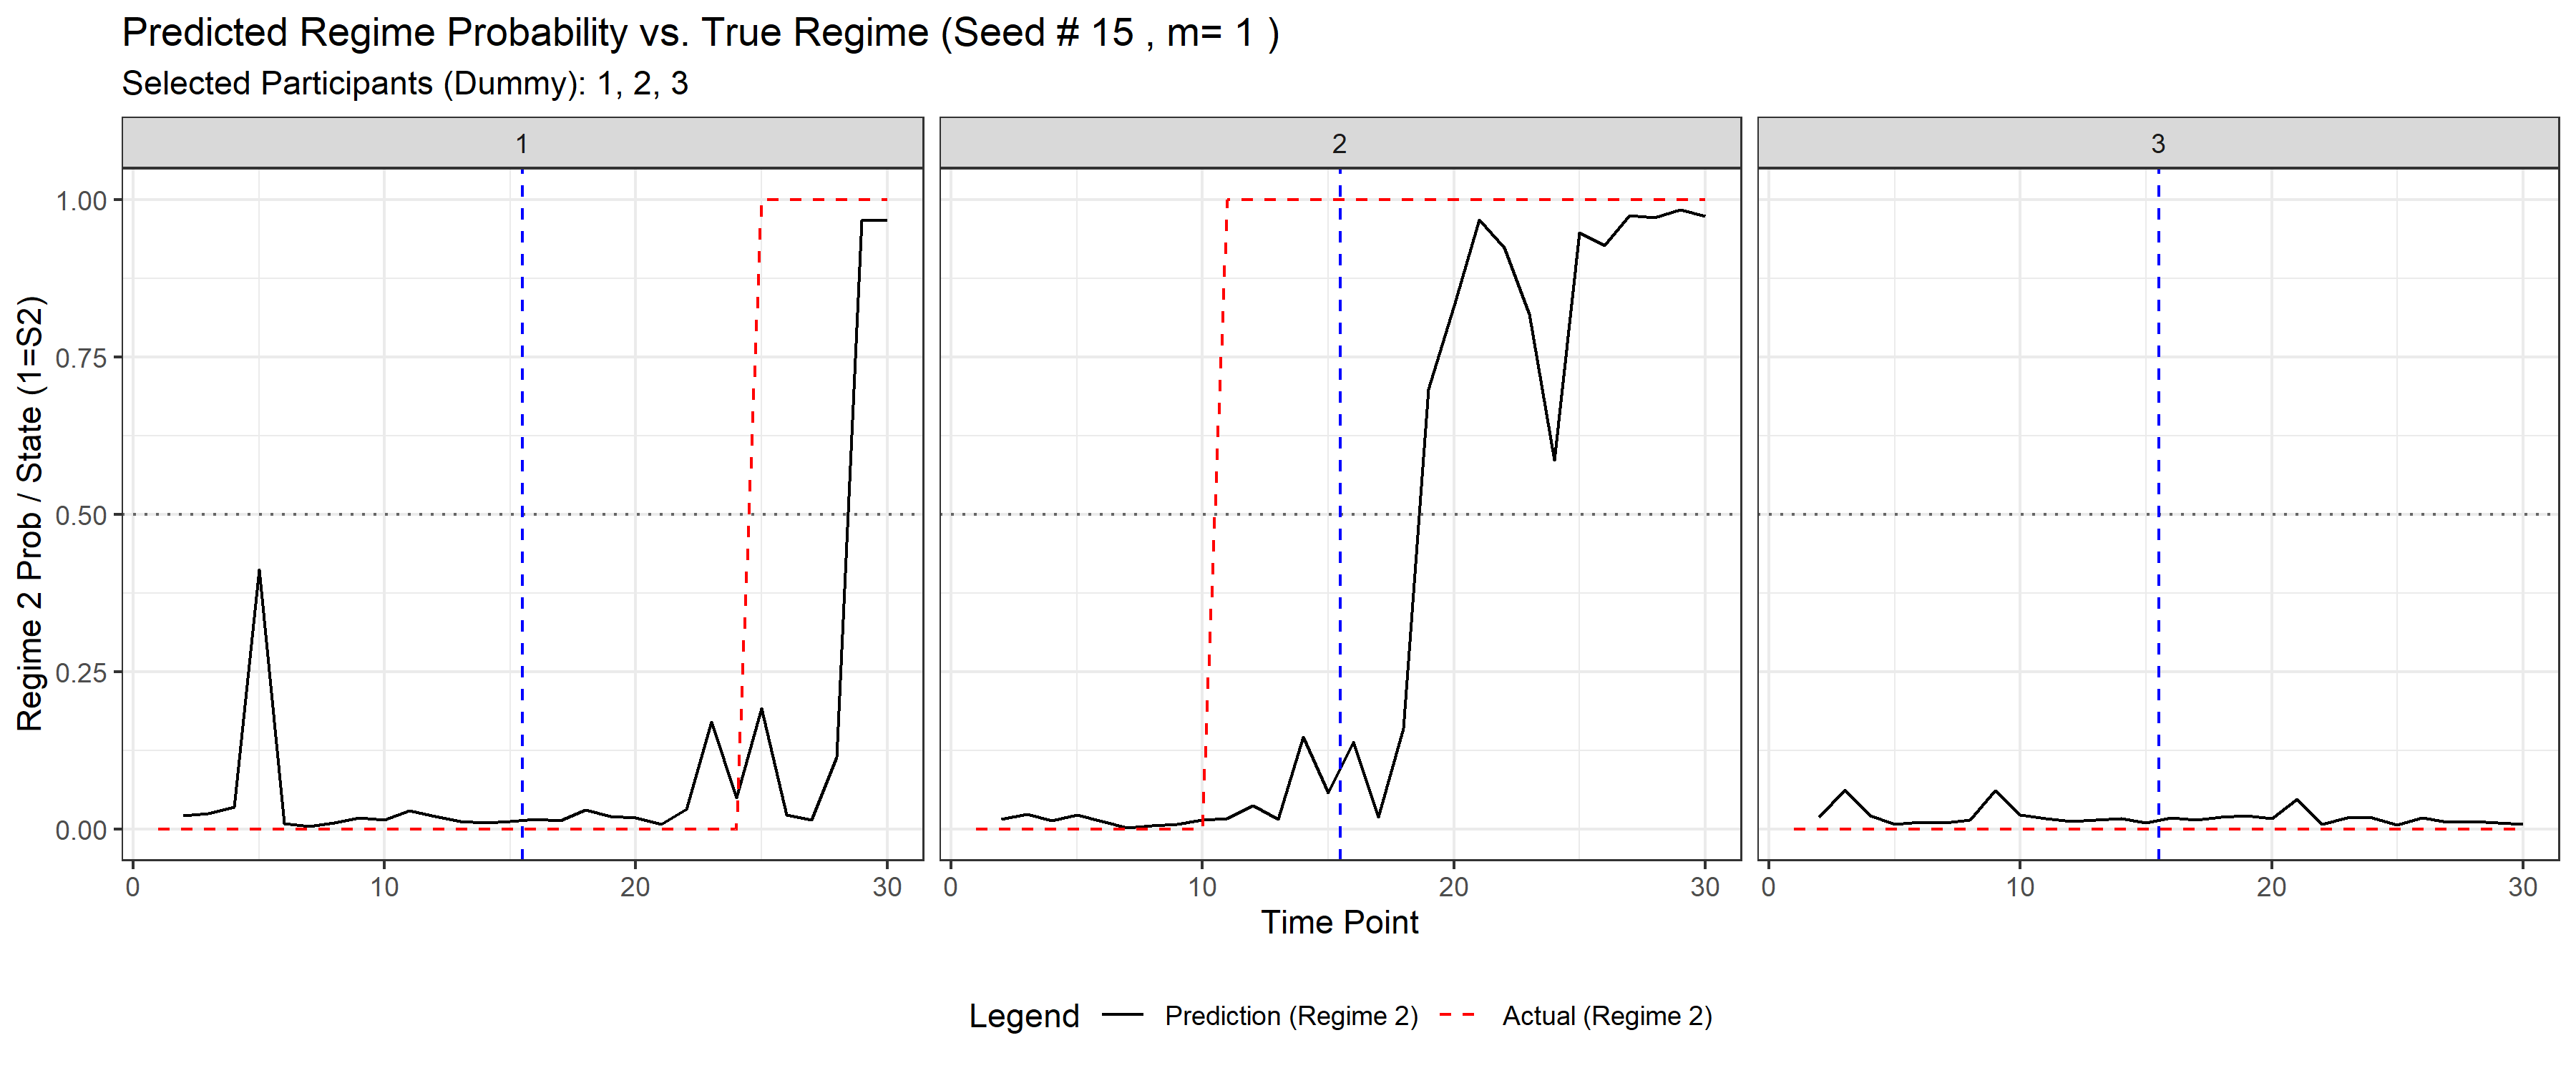 Predicted Regime Probability vs. True Regime (Seed # 15 , m= 1 )
Selected Participants (Dummy): 1, 2, 3
1
2
3
Regime 2 Prob / State (1=S2)
1.00
0.75
0.50
0.25
0.00
0 10 20 30
0 10 20 30
0 10 20 30
Time Point
Legend Prediction (Regime 2) Actual (Regime 2)